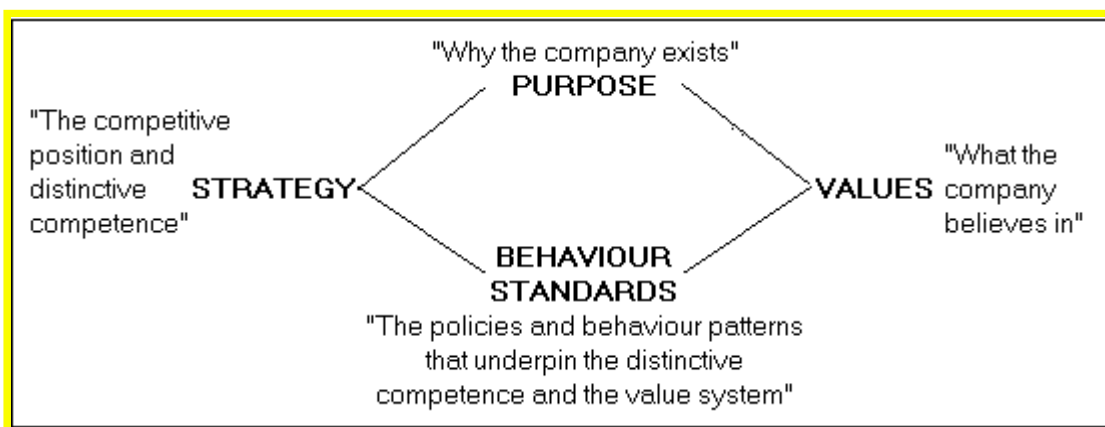 "Why the company exists"
PURPOSE
"The competitive
position and
distinctive
competence"
STRATEGY
VALUES
"What the
company
believes in"
BEHAVIOUR
STANDARDS
"The policies and behaviour patterns
that underpin the distinctive
competence and the value system"